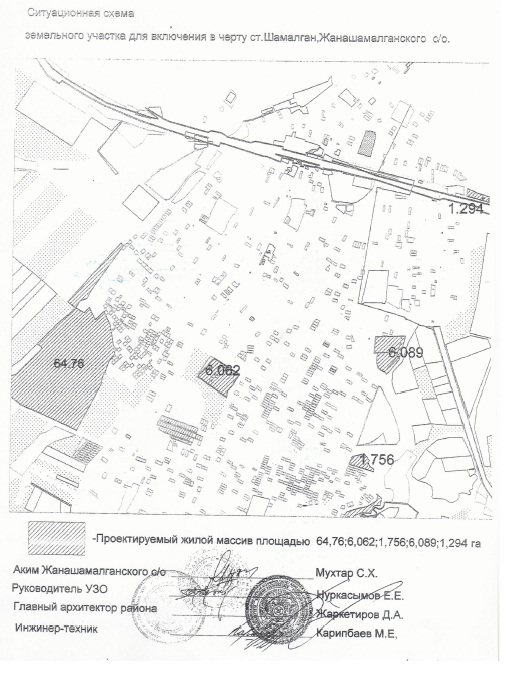 Ситуационная схема
земельного участка для включения в черту ст.Шамалган,Жанашамалганского с/о.
1.294
64.76
6.062
6.089
1.756
-Проектируемый жилой массив площадью 64,76;6,062;1,756;6,089;1,294 га
Аким Жанашамалганского с/о Мухтар С.Х.
Руководитель УЗО Нуркасымов Е.Е.
Главный архитектор района Жаркетиров Д.А.
Инжинер-техник Карипбаев М.Е,